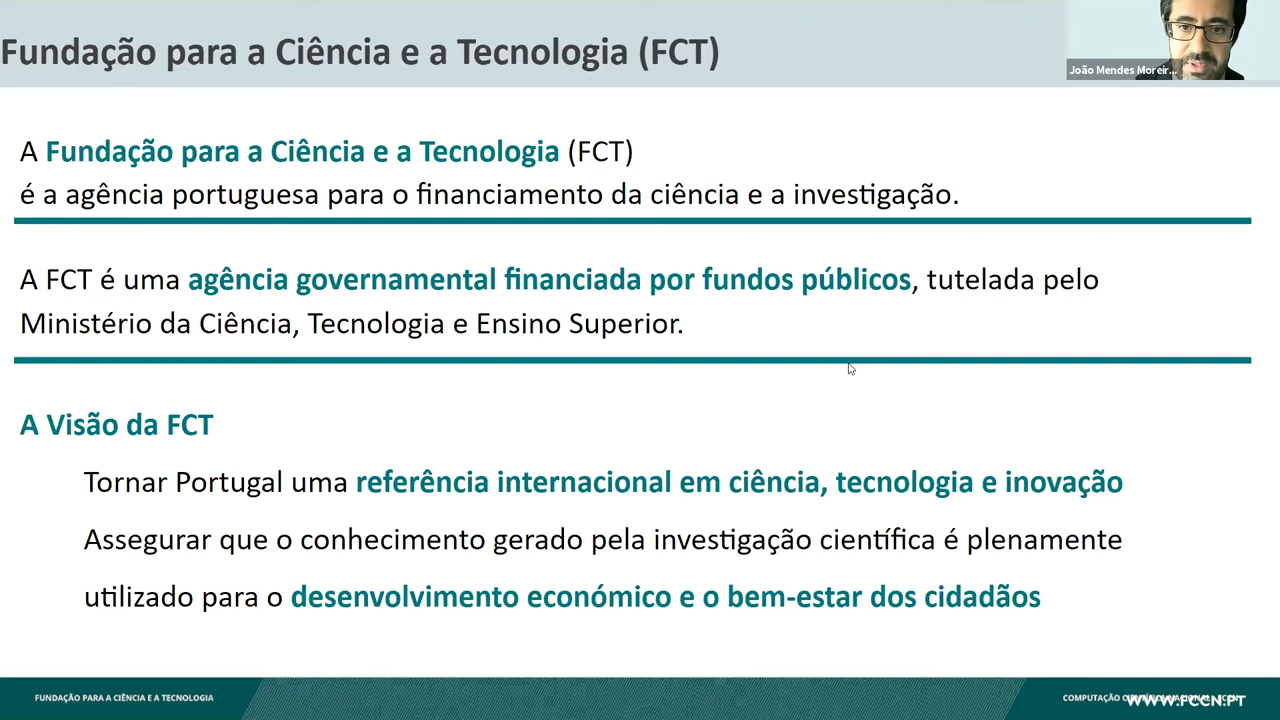 Fundação para a Ciência e a Tecnologia (FCT)
João Mendes Moreir...
A Fundação para a Ciência e a Tecnologia (FCT)
é a agência portuguesa para o financiamento da ciência e a investigação.
A FCT é uma agência governamental financiada por fundos públicos, tutelada pelo
Ministério da Ciência, Tecnologia e Ensino Superior.
A Visão da FCT
Tornar Portugal uma referência internacional em ciência, tecnologia e inovação
Assegurar que o conhecimento gerado pela investigação científica é plenamente
utilizado para o desenvolvimento económico e o bem-estar dos cidadãos
FUNDAÇÃO PARA A CIÊNCIA E A TECNOLOGIA
COMPUTAÇÃO CIENTÍFICA NACIONAL
WWW.FCCN.PT